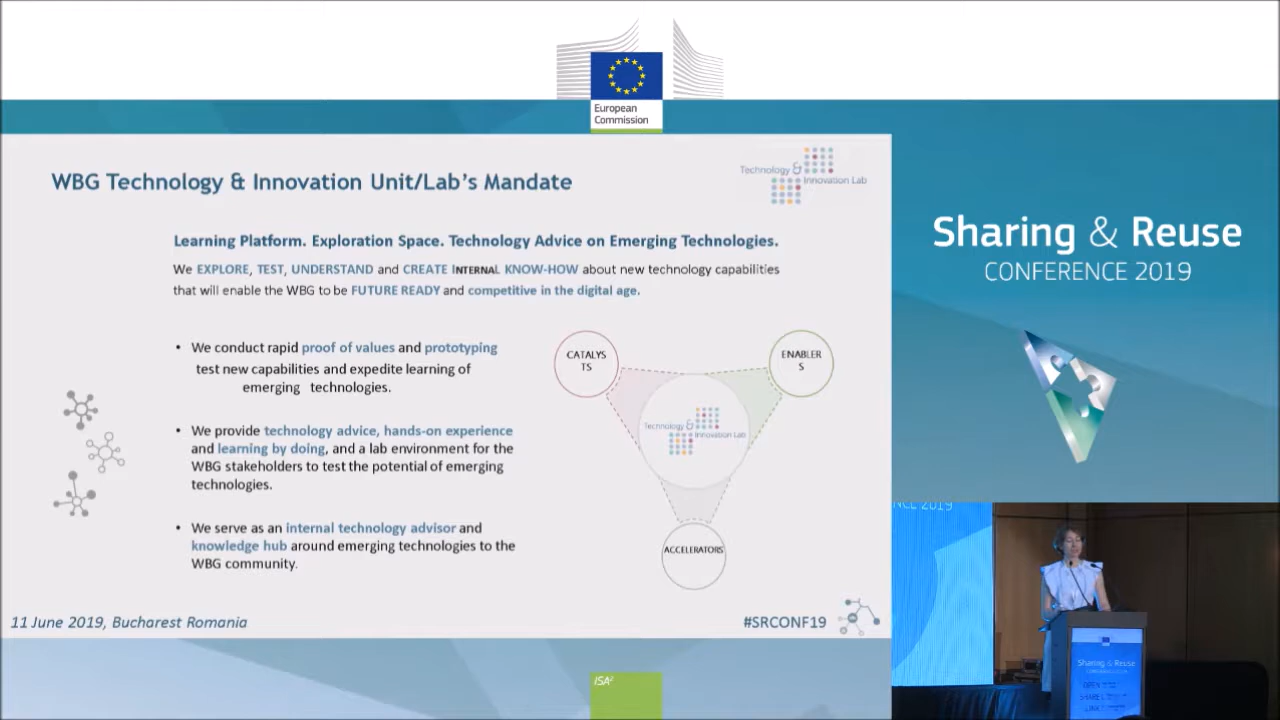 European
Commission
WBG Technology & Innovation Unit/Lab's Mandate
Technology &
Innovation Lab
Learning Platform. Exploration Space. Technology Advice on Emerging Technologies.
We EXPLORE, TEST, UNDERSTAND and CREATE INTERNAL KNOW-HOW about new technology capabilities
that will enable the WBG to be FUTURE READY and competitive in the digital age.
• We conduct rapid proof of values and prototyping
test new capabilities and expedite learning of
emerging technologies.
• We provide technology advice, hands-on experience
and learning by doing, and a lab environment for the
WBG stakeholders to test the potential of emerging
technologies.
• We serve as an internal technology advisor and
knowledge hub around emerging technologies to the
WBG community.
CATALYS
TS
ENABLER
S
Technology &
Innovation Lab
ACCELERATORS
11 June 2019, Bucharest Romania
#SRCONF19
ISA²
Sharing & Reuse
CONFERENCE 2019
NCE 2019
Sharing & Reuse